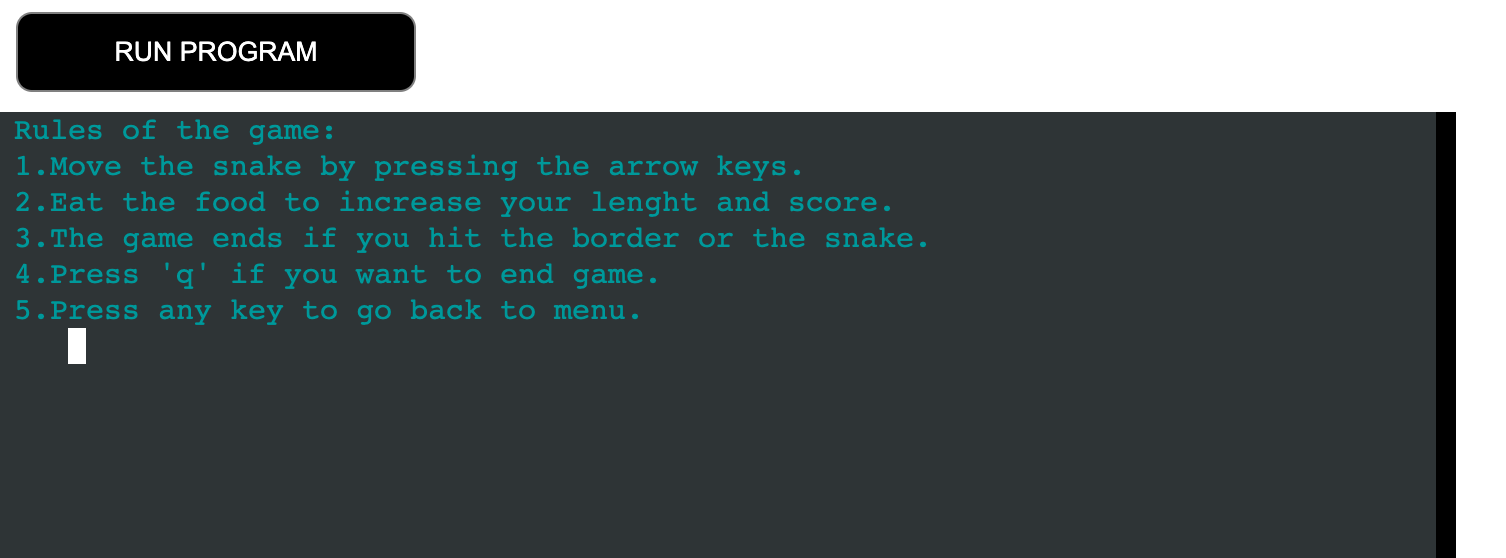 RUN PROGRAM
Rules of the game:
1.Move the snake by pressing the arrow keys.
2.Eat the food to increase your lenght and score.
3.The game ends if you hit the border or the snake.
4.Press 'q' if you want to end game.
5.Press any key to go back to menu.